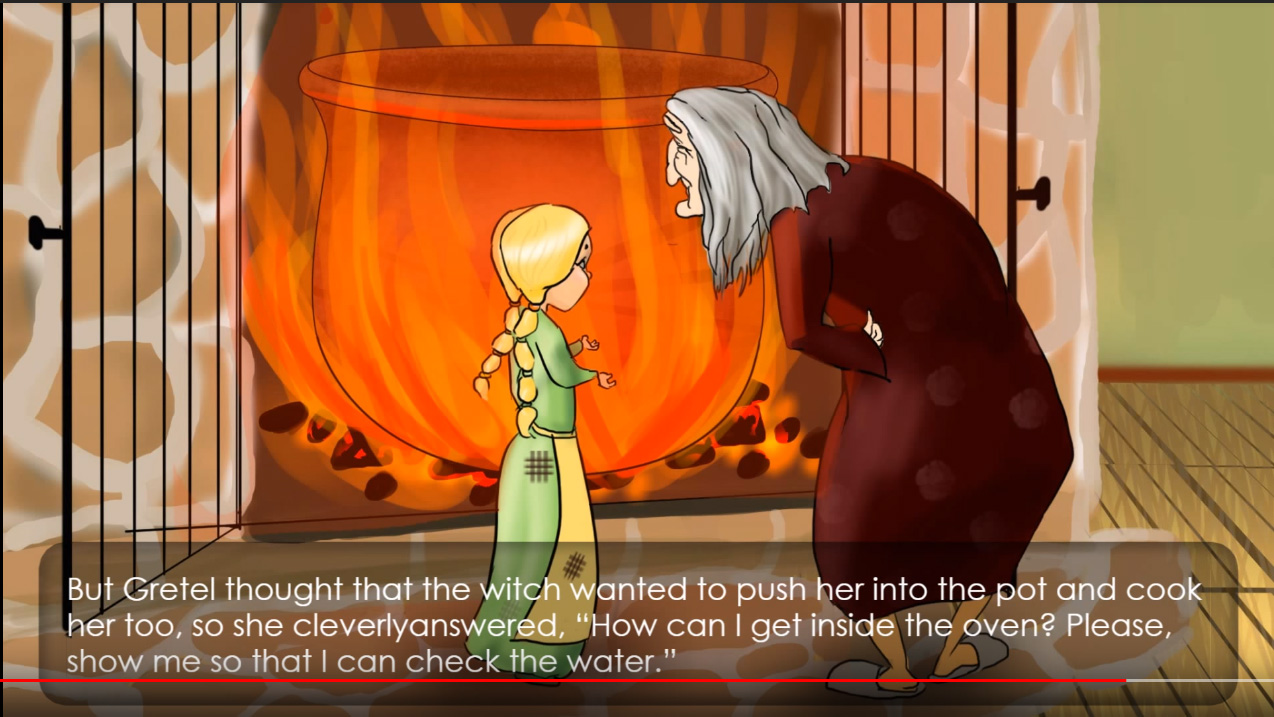 But Gretel thought that the witch wanted to push her into the pot and cook
her too, so she cleverlyanswered, “How can I get inside the oven? Please,
show me so that I can check the water.”